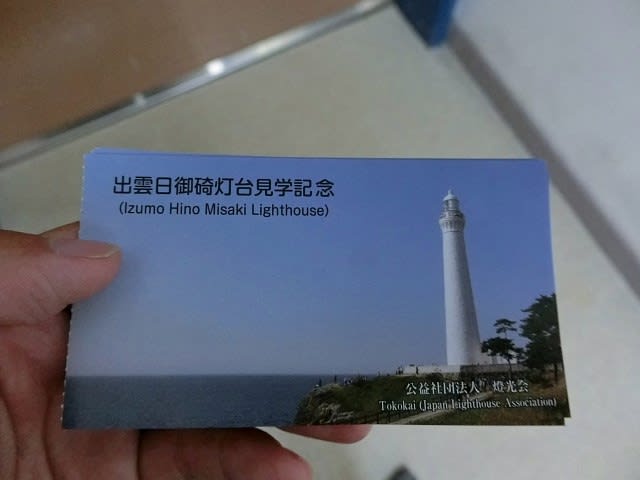 出雲日御碕灯台見学記念
(Izumo Hino Misaki Lighthouse)
公益社団法人 燈光会
Tokokai (Japan Lighthouse Association)